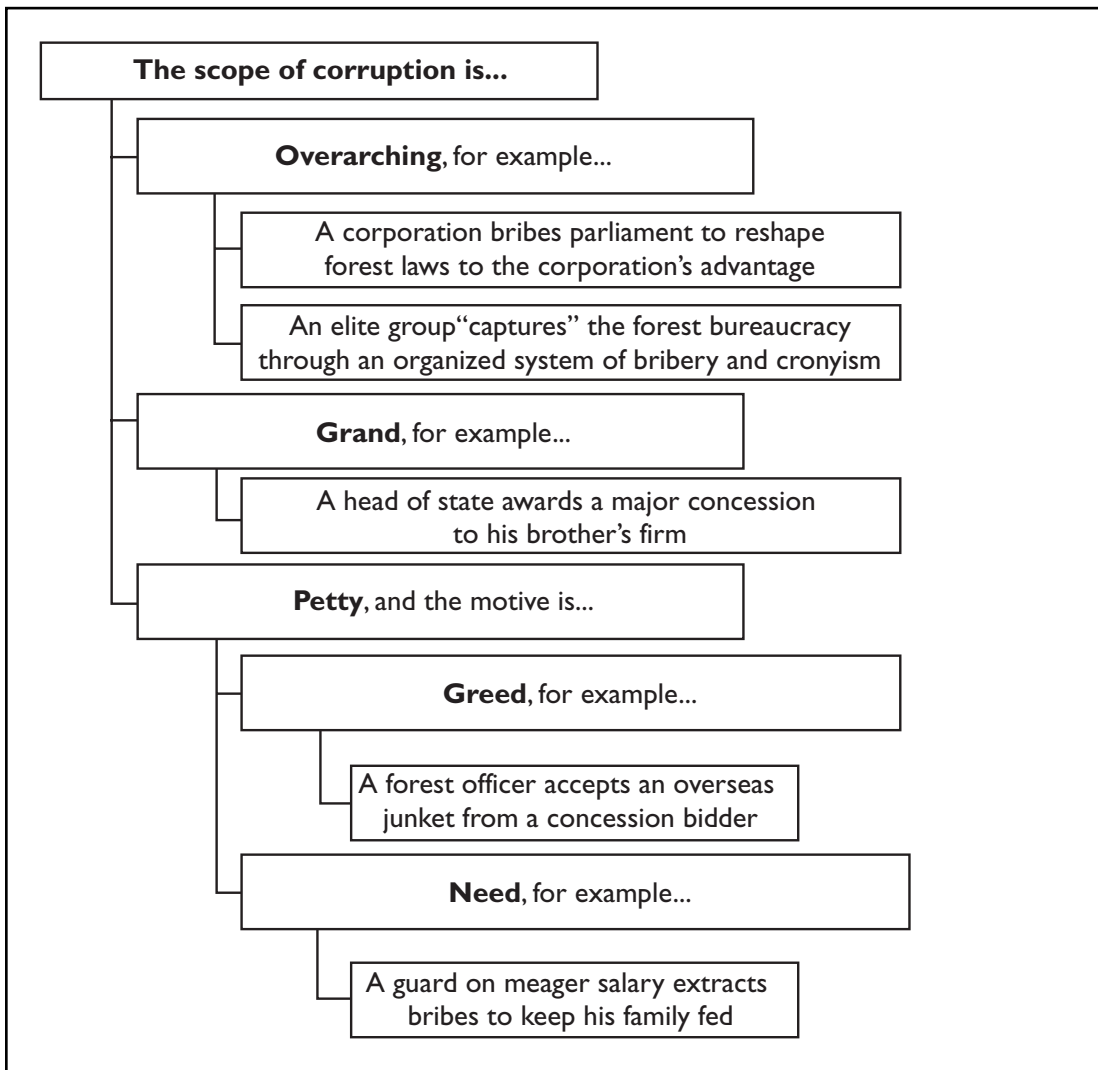 The scope of corruption is...
Overarching, for example...
A corporation bribes parliament to reshape
forest laws to the corporation’s advantage
An elite group“captures” the forest bureaucracy
through an organized system of bribery and cronyism
Grand, for example...
A head of state awards a major concession
to his brother’s firm
Petty, and the motive is...
Greed, for example...
A forest officer accepts an overseas
junket from a concession bidder
Need, for example...
A guard on meager salary extracts
bribes to keep his family fed